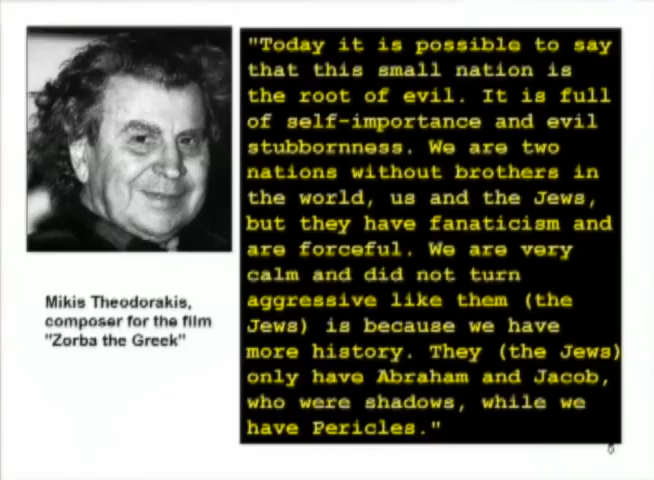 "Today it is possible to say
that this small nation is
the root of evil. It is full
of self-importance and evil
stubbornness. We are two
nations without brothers in
the world, us and the Jews,
but they have fanaticism and
are forceful. We are very
calm and did not turn
aggressive like them (the
Jews) is because we have
more history. They (the Jews)
only have Abraham and Jacob,
who were shadows, while we
have Pericles."
Mikis Theodorakis,
composer for the film
"Zorba the Greek"